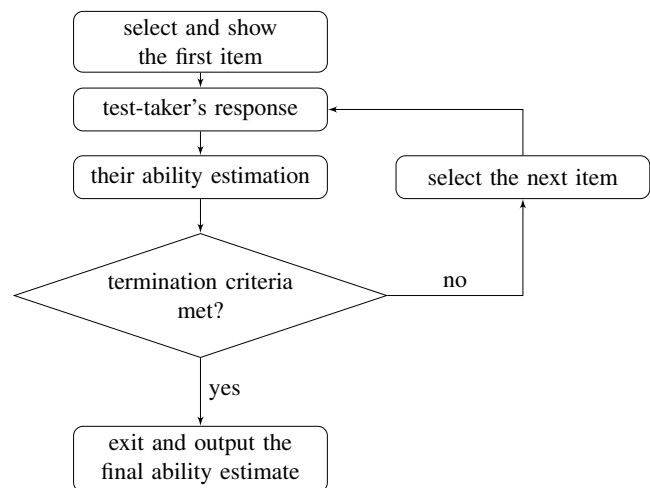 select and show
the first item
test-taker's response
their ability estimation
select the next item
termination criteria
met?
no
yes
exit and output the
final ability estimate